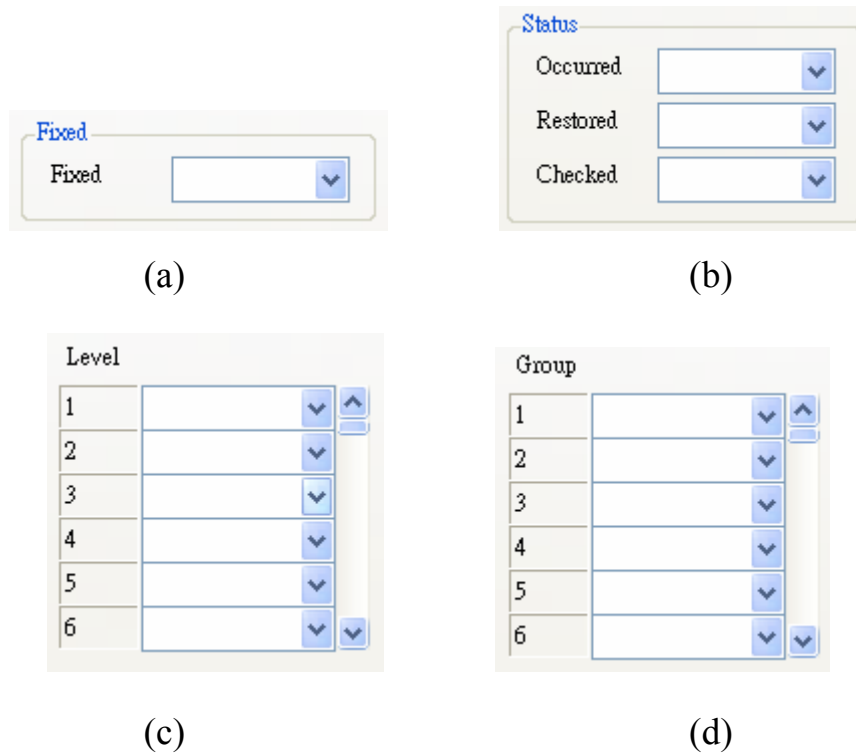 Fixed
Fixed
(a)
Status
Occurred
Restored
Checked
(b)
Level
1
2
3
4
5
6
(c)
Group
1
2
3
4
5
6
(d)